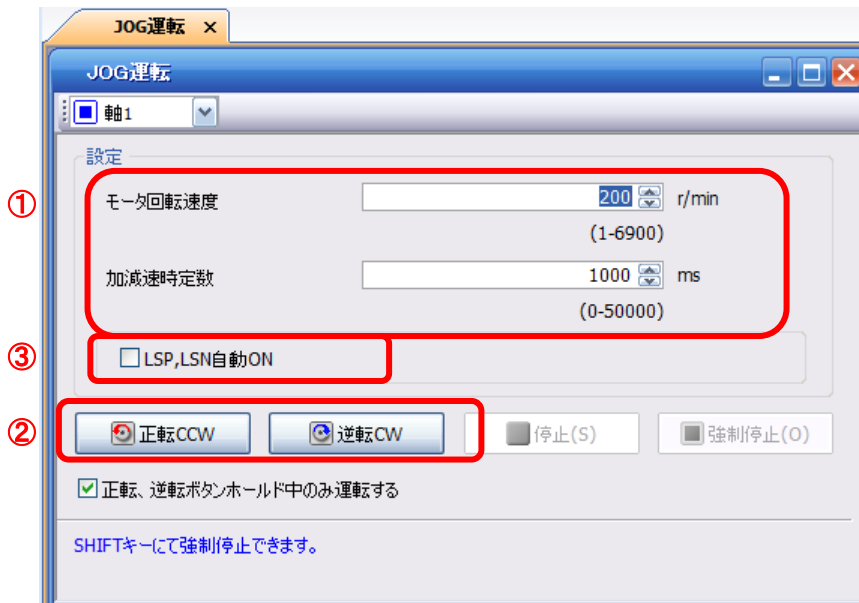 JOG運転 ×
JOG運転
軸1
設定
① モータ回転速度 200 r/min
(1-6900)
加減速時定数 1000 ms
(0-50000)
③ LSP,LSN自動ON
② 正転CCW 逆転CW 停止(S) 強制停止(O)
正転、逆転ボタンホールド中のみ運転する
SHIFTキーにて強制停止できます。